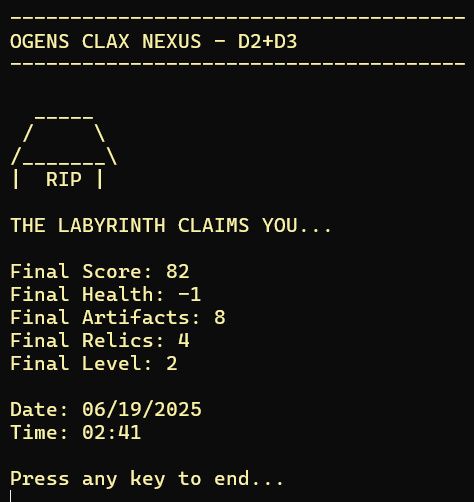 --------------------------------------
OGENS CLAX NEXUS - D2+D3
--------------------------------------
  _____
 /     \
/_______\
|  RIP |
THE LABYRINTH CLAIMS YOU...
Final Score: 82
Final Health: -1
Final Artifacts: 8
Final Relics: 4
Final Level: 2
Date: 06/19/2025
Time: 02:41
Press any key to end...